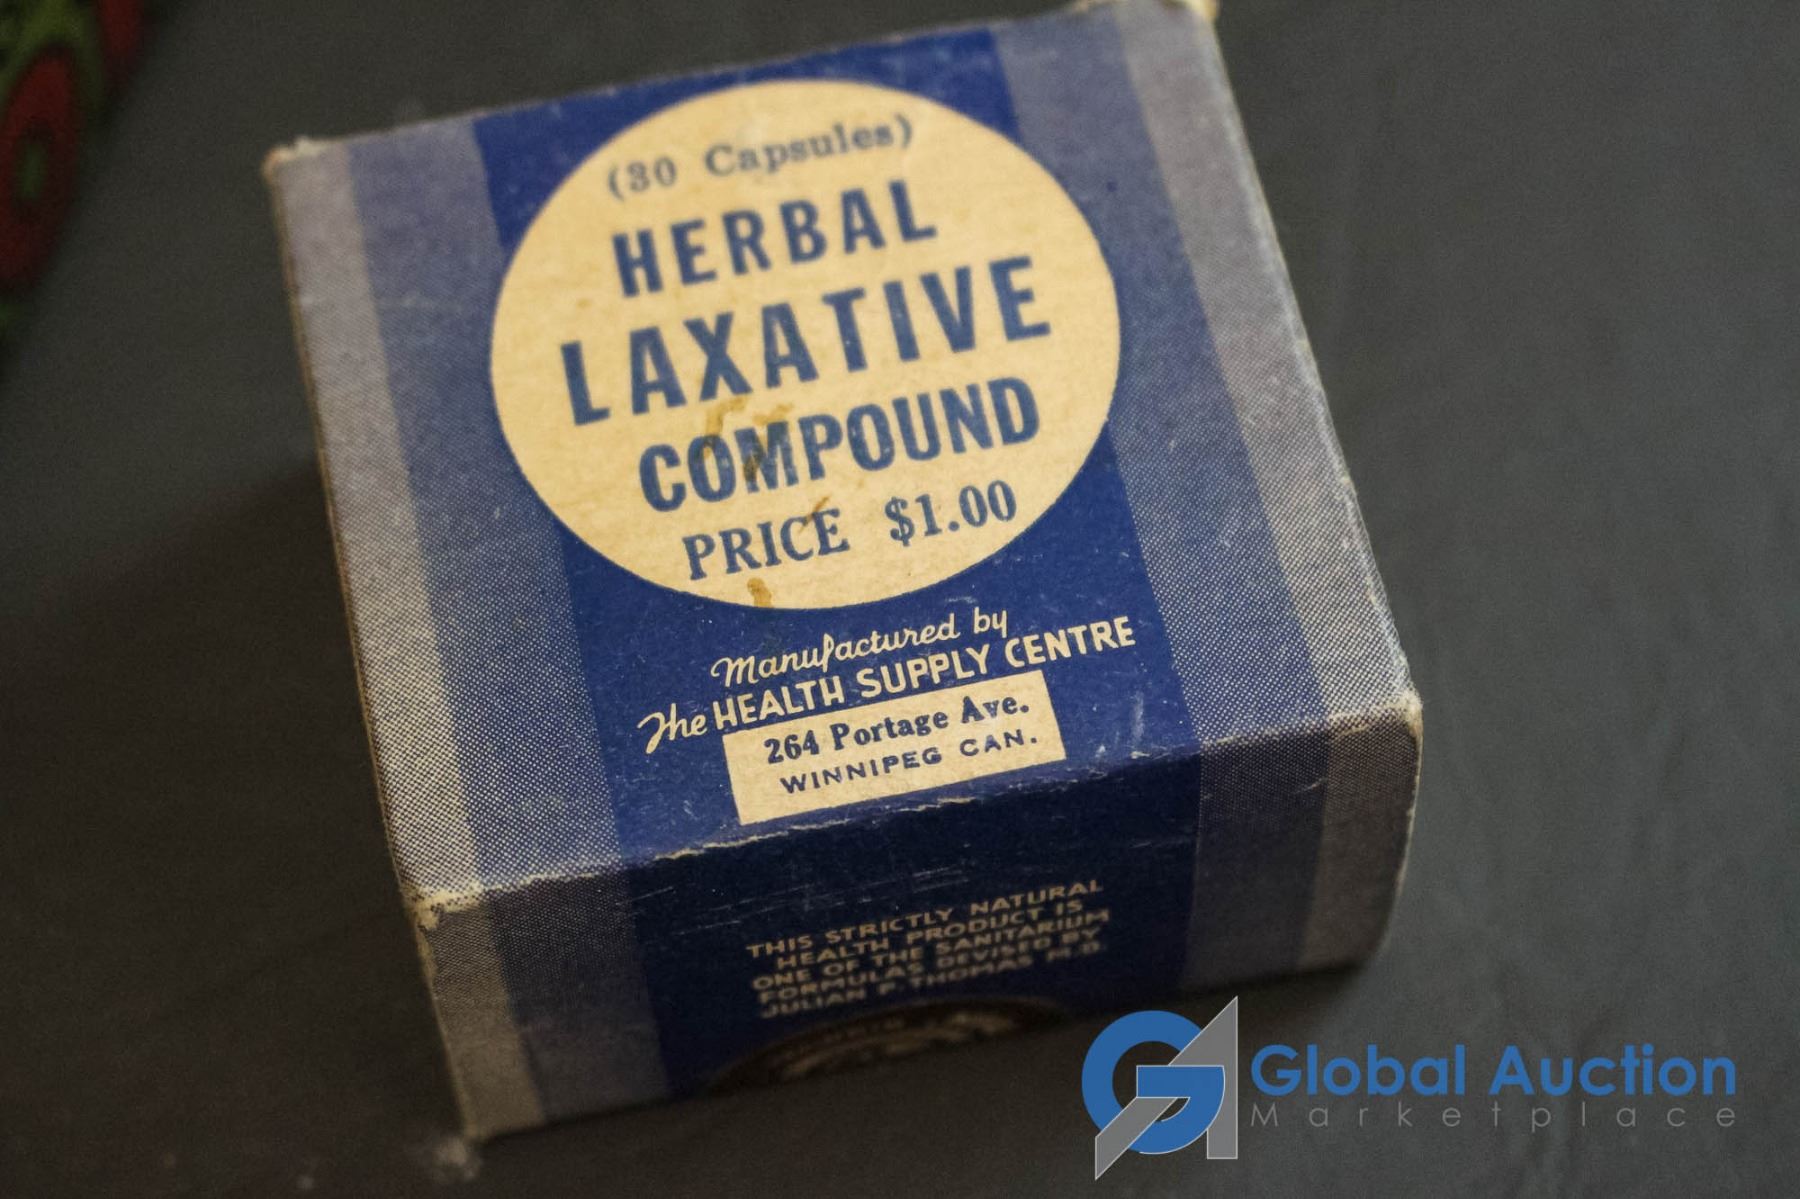 (30 Capsules)
HERBAL
LAXATIVE
COMPOUND
PRICE $1.00
Manufactured by
The HEALTH SUPPLY CENTRE
264 Portage Ave.
WINNIPEG CAN.
THIS STRICTLY NATURAL
HEALTH PRODUCT IS
ONE OF THE SANITARIUM
FORMULAS DEVISED BY
JULIAN P. THOMAS M.D.
Global Auction
Marketplace